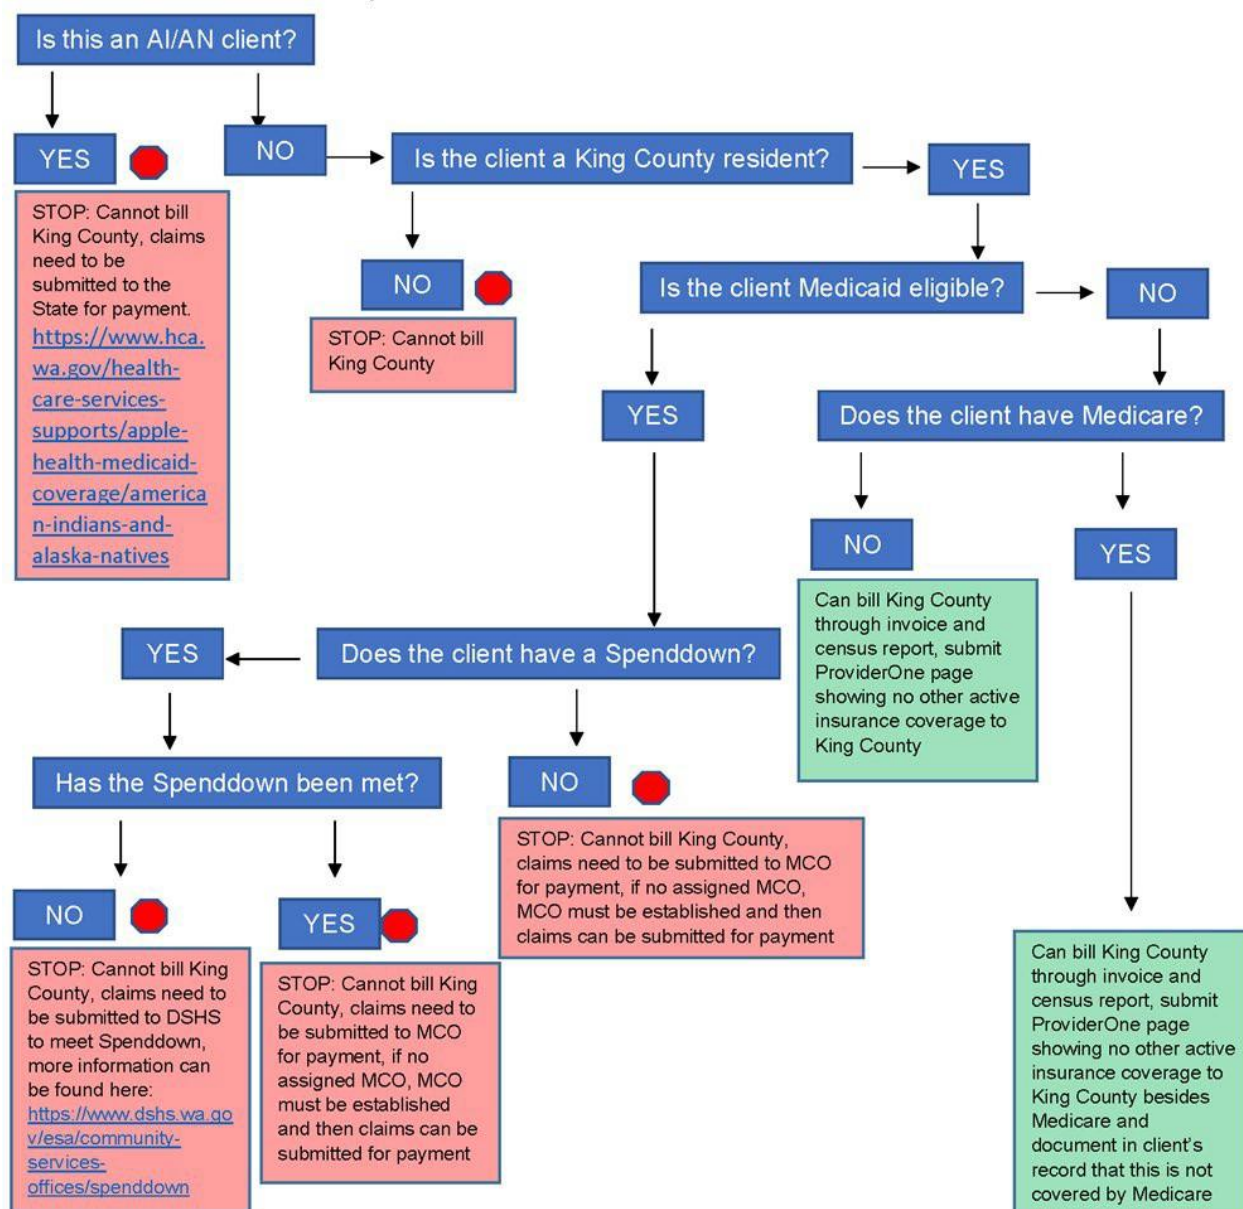 Is this an AI/AN client?
YES
NO
Is the client a King County resident?
YES
STOP: Cannot bill
King County, claims
need to be
submitted to the
State for payment.
https://www.hca.
wa.gov/health-
care-services-
supports/apple-
health-medicaid-
coverage/america
n-indians-and-
alaska-natives
NO
STOP: Cannot bill
King County
Is the client Medicaid eligible?
NO
YES
Does the client have Medicare?
NO
YES
Can bill King County
through invoice and
census report, submit
ProviderOne page
showing no other active
insurance coverage to
King County
YES
Does the client have a Spenddown?
Has the Spenddown been met?
NO
STOP: Cannot bill King County,
claims need to be submitted to MCO
for payment, if no assigned MCO,
MCO must be established and then
claims can be submitted for payment
NO
YES
STOP: Cannot bill King
County, claims need to
be submitted to DSHS
to meet Spenddown,
more information can
be found here:
https://www.dshs.wa.go
v/esa/community-
services-
offices/spenddown
STOP: Cannot bill King
County, claims need to
be submitted to MCO
for payment, if no
assigned MCO, MCO
must be established
and then claims can be
submitted for payment
Can bill King County
through invoice and
census report, submit
ProviderOne page
showing no other active
insurance coverage to
King County besides
Medicare and
document in client's
record that this is not
covered by Medicare